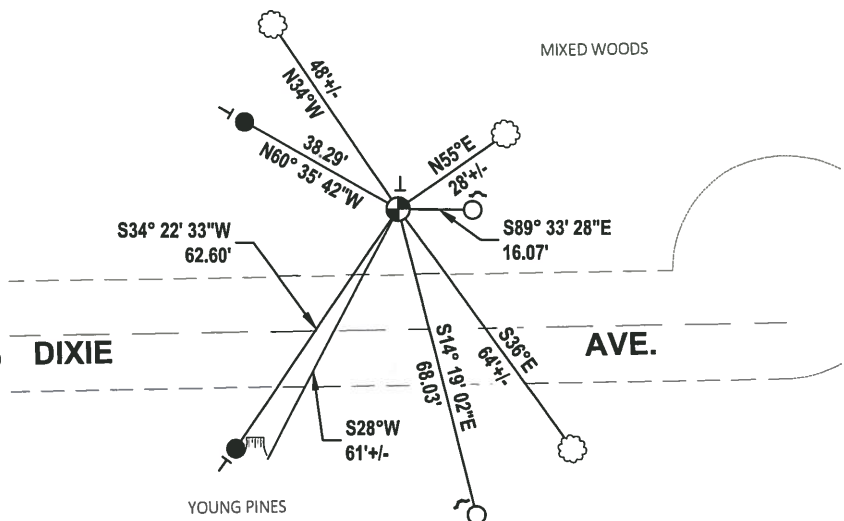 MIXED WOODS
48'+/-
N34°W
38.29'
N60° 35' 42"W
N55°E
28'+/-
S34° 22' 33"W
62.60'
S89° 33' 28"E
16.07'
DIXIE AVE.
S14° 19' 02"E
68.03'
S36°E
64'+/-
S28°W
61'+/-
YOUNG PINES